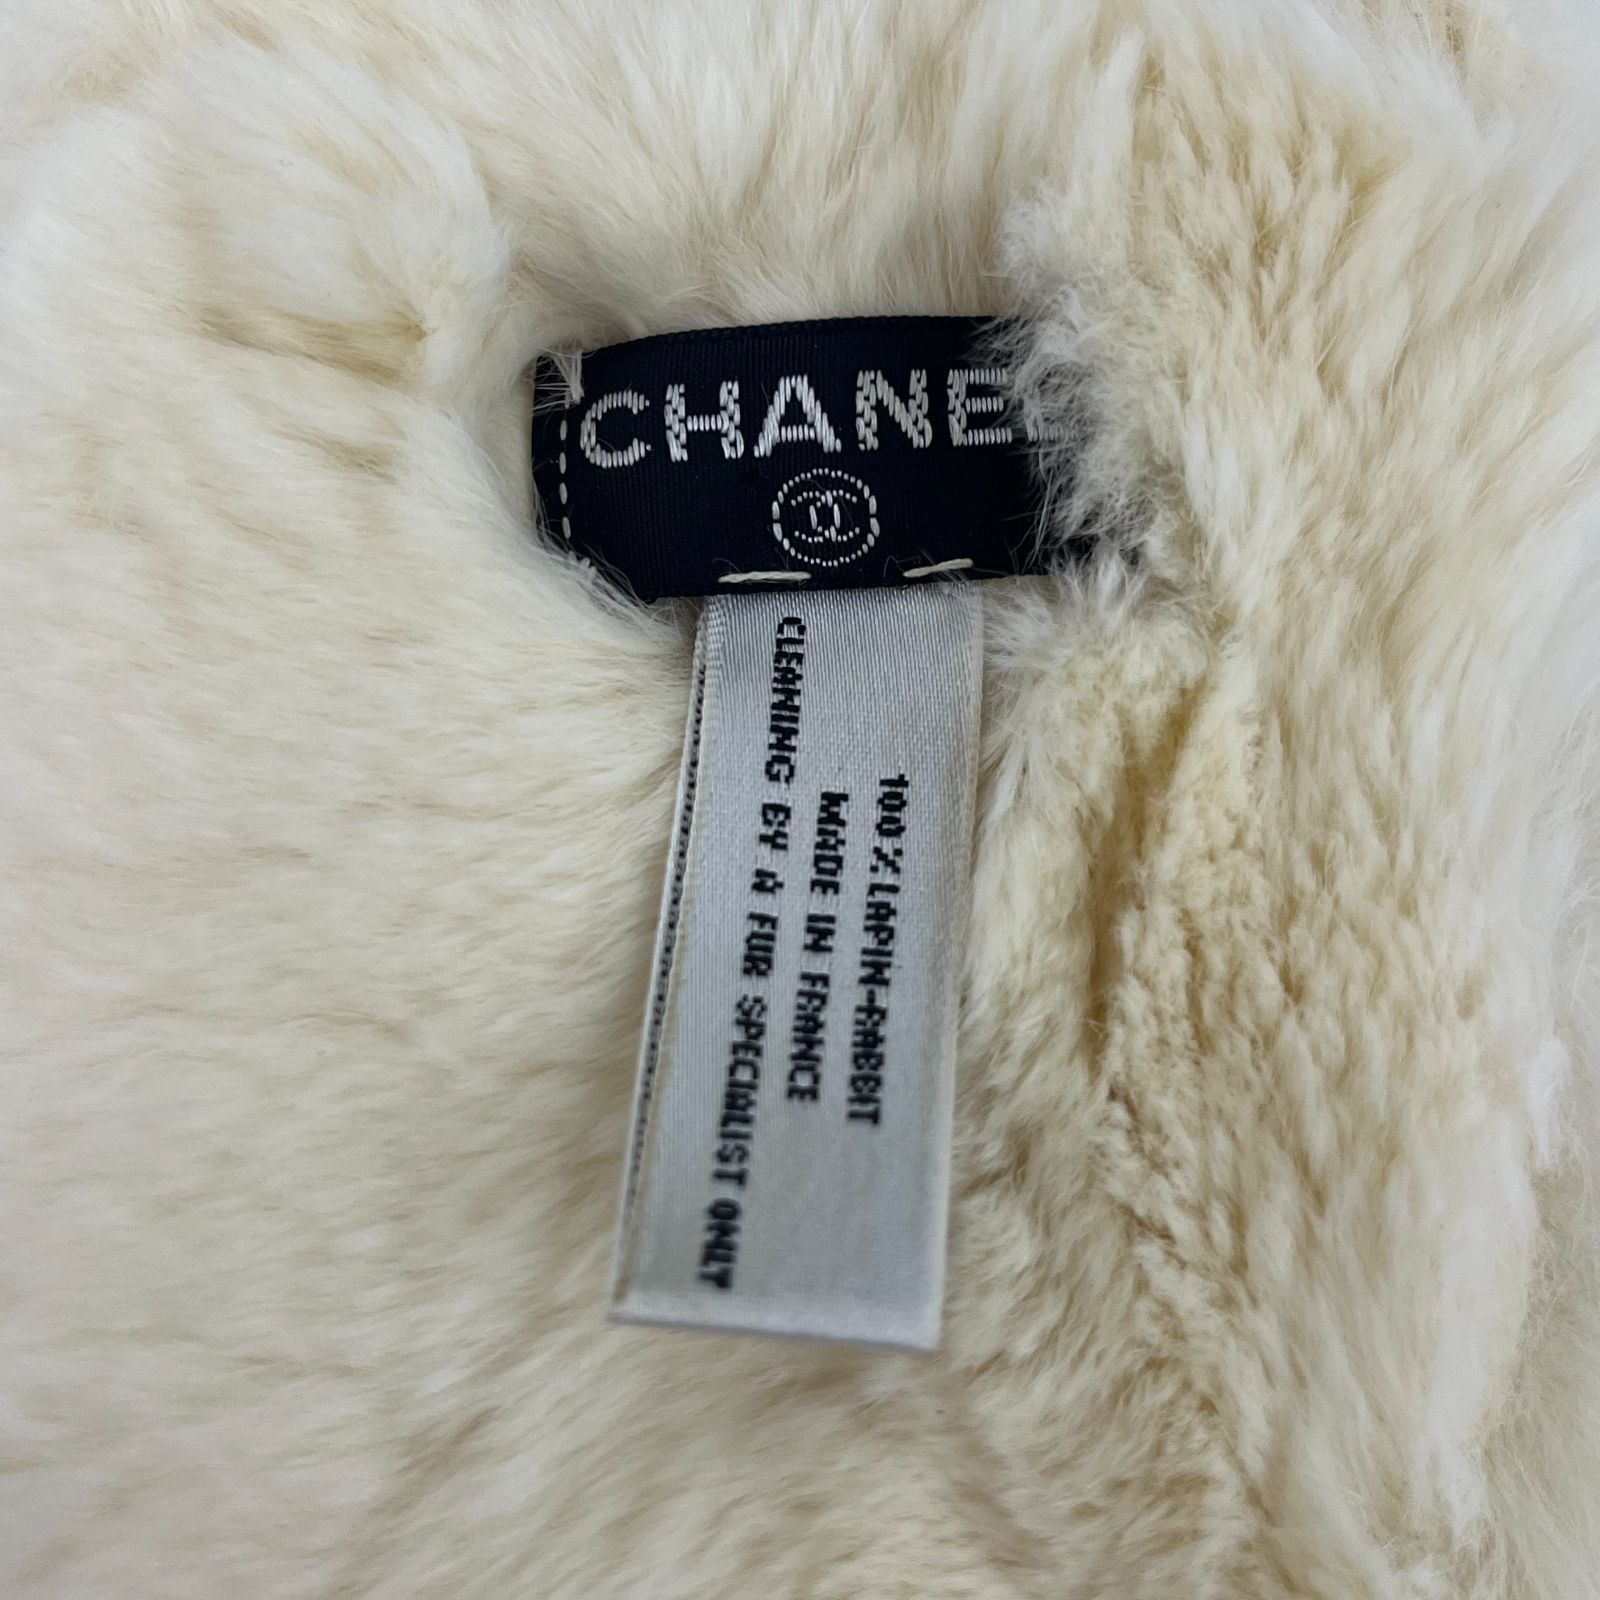 CHANEL
100% LAPIN-RABBIT
MADE IN FRANCE
CLEANING BY A FUR SPECIALIST ONLY